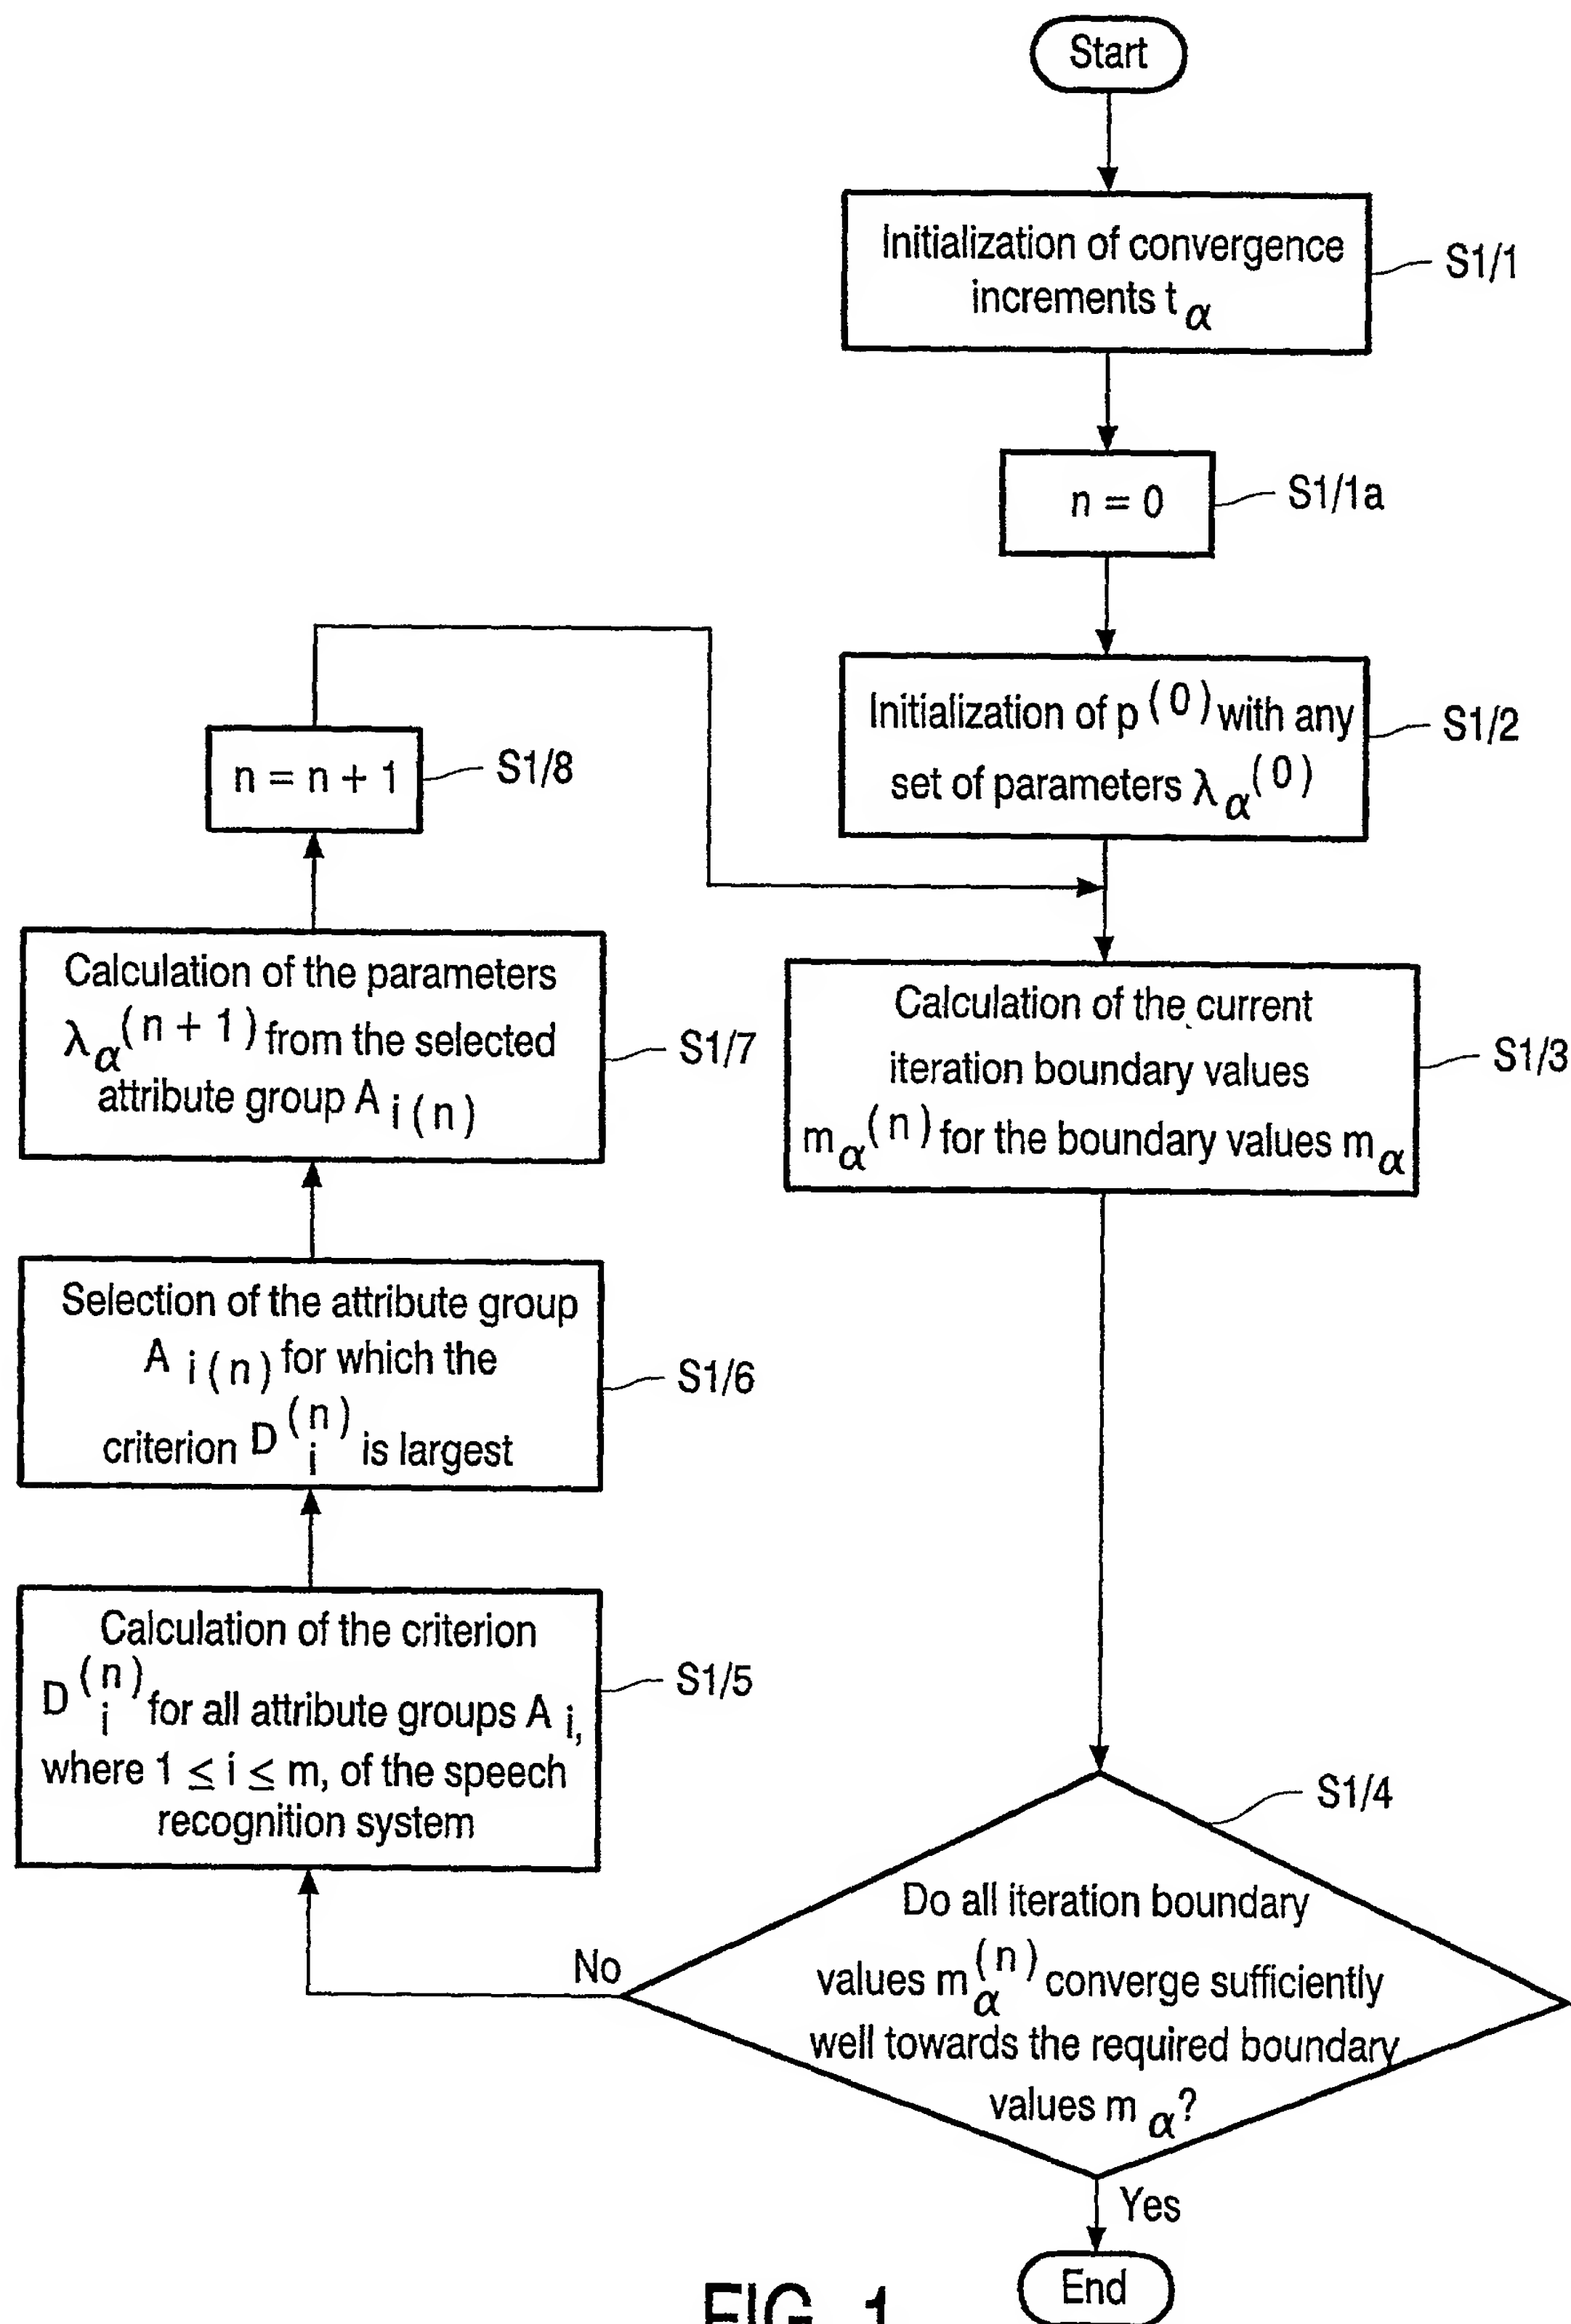 Start
Initialization of convergence
increments t α
S1/1
n = 0
S1/1a
Initialization of p (0) with any
set of parameters λ α (0)
S1/2
n = n + 1
S1/8
Calculation of the parameters
λ α (n + 1) from the selected
attribute group A i(n)
S1/7
Calculation of the current
iteration boundary values
m α (n) for the boundary values m α
S1/3
Selection of the attribute group
A i(n) for which the
criterion D i (n) is largest
S1/6
Calculation of the criterion
D i (n) for all attribute groups A i,
where 1 ≤ i ≤ m, of the speech
recognition system
S1/5
S1/4
Do all iteration boundary
values m α (n) converge sufficiently
well towards the required boundary
values m α?
No
Yes
End
FIG. 1